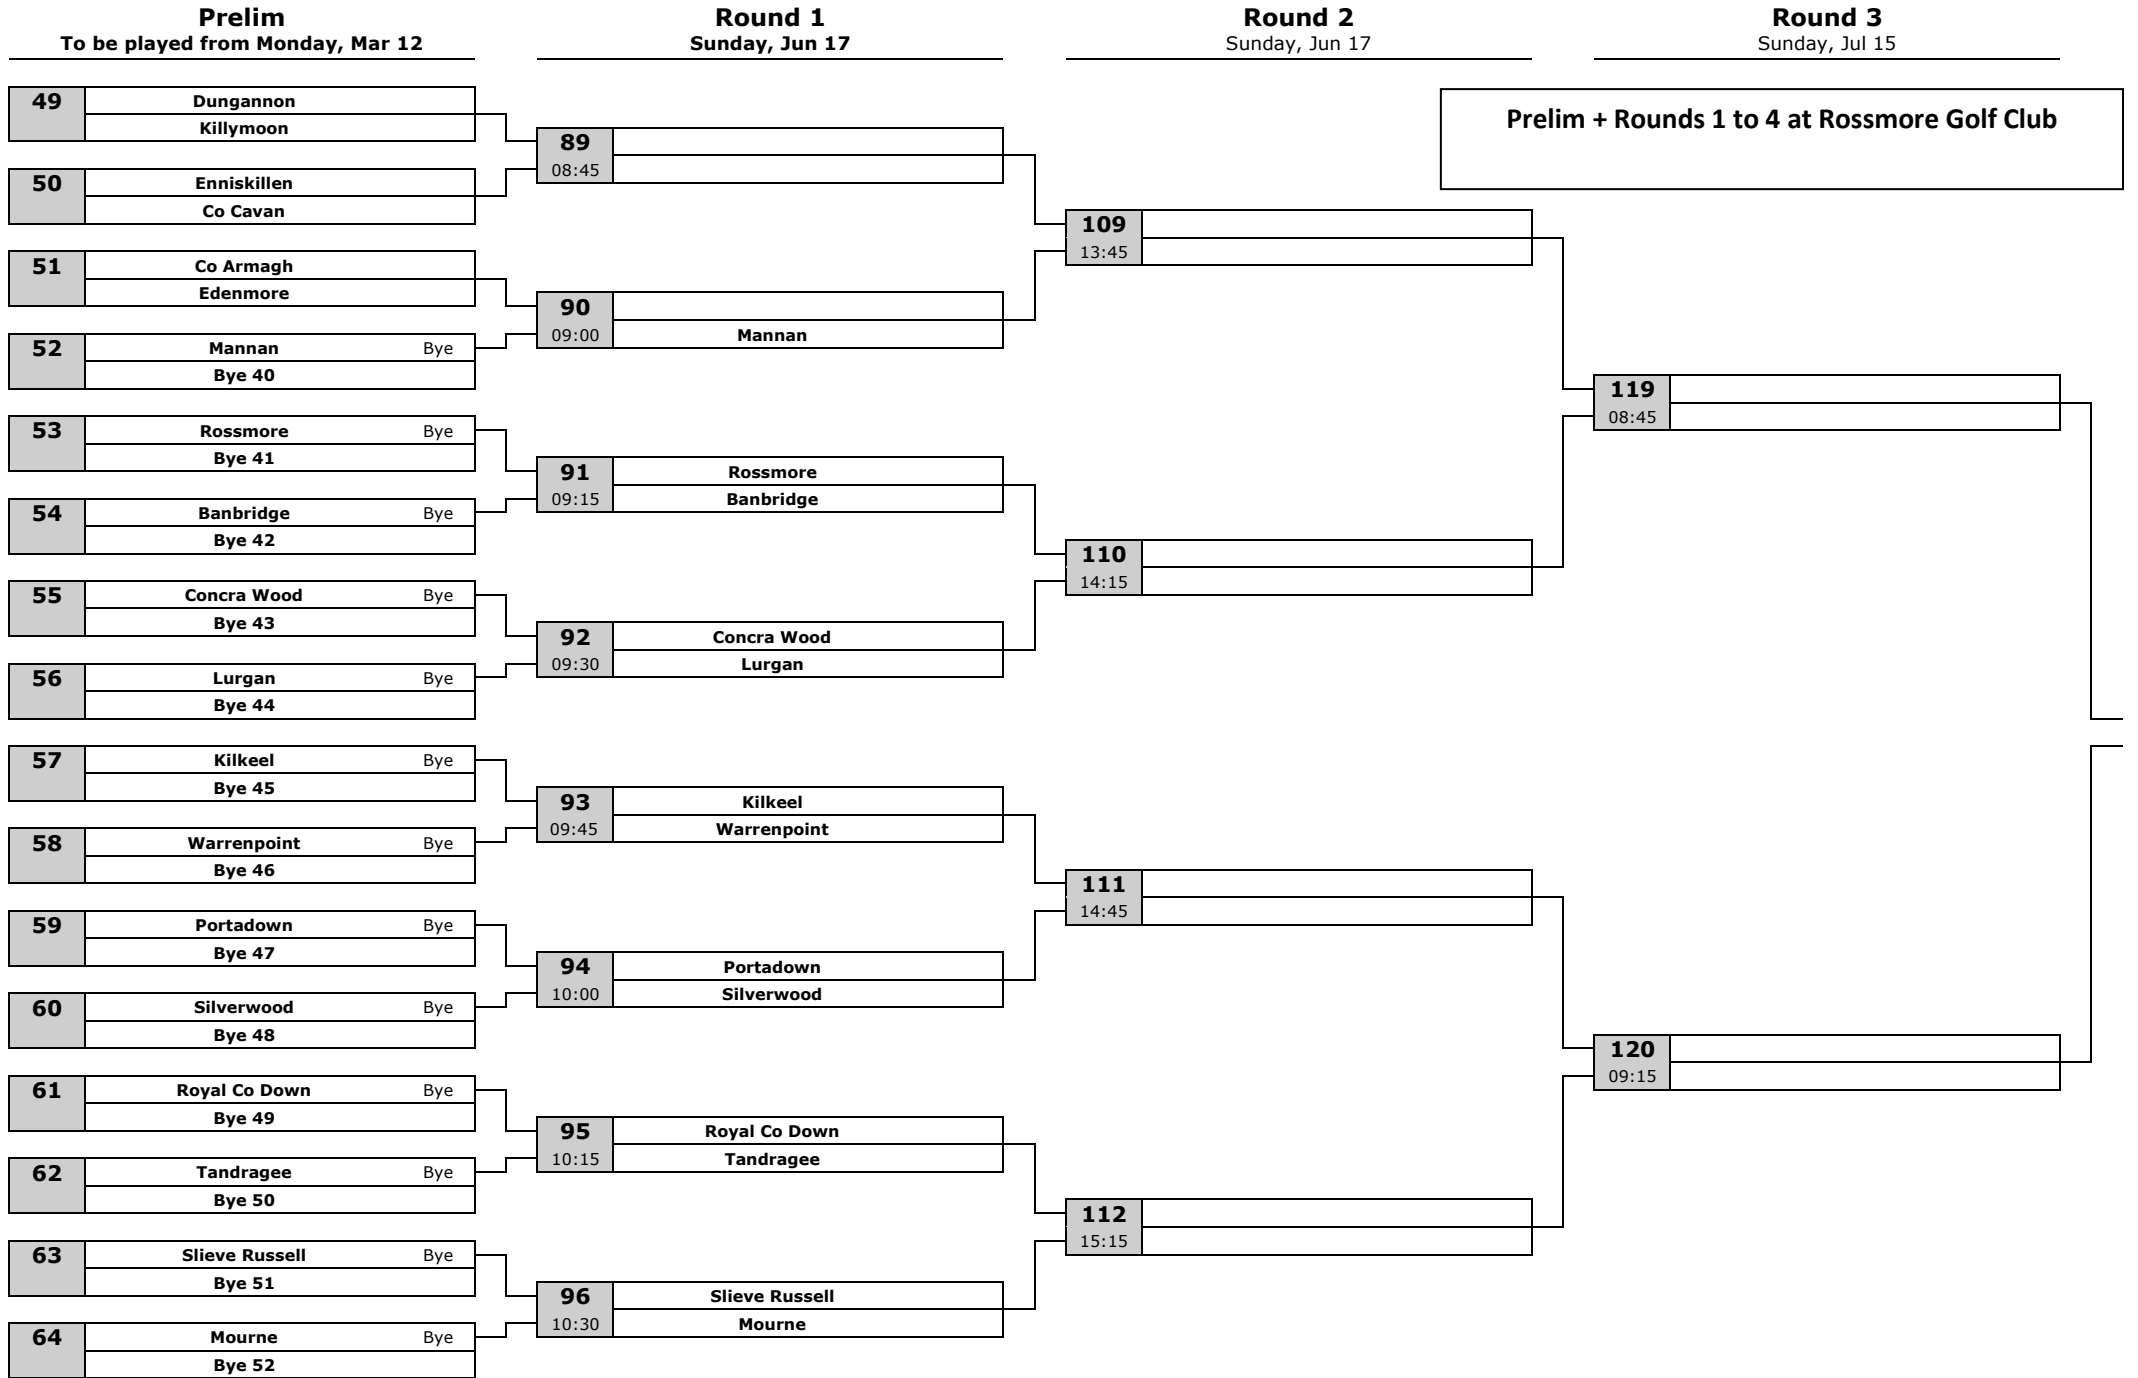 Prelim
To be played from Monday, Mar 12
Round 1
Sunday, Jun 17
Round 2
Sunday, Jun 17
Round 3
Sunday, Jul 15
Prelim + Rounds 1 to 4 at Rossmore Golf Club
49
Dungannon
Killymoon
50
Enniskillen
Co Cavan
51
Co Armagh
Edenmore
52
Mannan Bye
Bye 40
53
Rossmore Bye
Bye 41
54
Banbridge Bye
Bye 42
55
Concra Wood Bye
Bye 43
56
Lurgan Bye
Bye 44
57
Kilkeel Bye
Bye 45
58
Warrenpoint Bye
Bye 46
59
Portadown Bye
Bye 47
60
Silverwood Bye
Bye 48
61
Royal Co Down Bye
Bye 49
62
Tandragee Bye
Bye 50
63
Slieve Russell Bye
Bye 51
64
Mourne Bye
Bye 52
89
08:45
90
09:00 Mannan
91 Rossmore
09:15 Banbridge
92 Concra Wood
09:30 Lurgan
93 Kilkeel
09:45 Warrenpoint
94 Portadown
10:00 Silverwood
95 Royal Co Down
10:15 Tandragee
96 Slieve Russell
10:30 Mourne
109
13:45
110
14:15
111
14:45
112
15:15
119
08:45
120
09:15